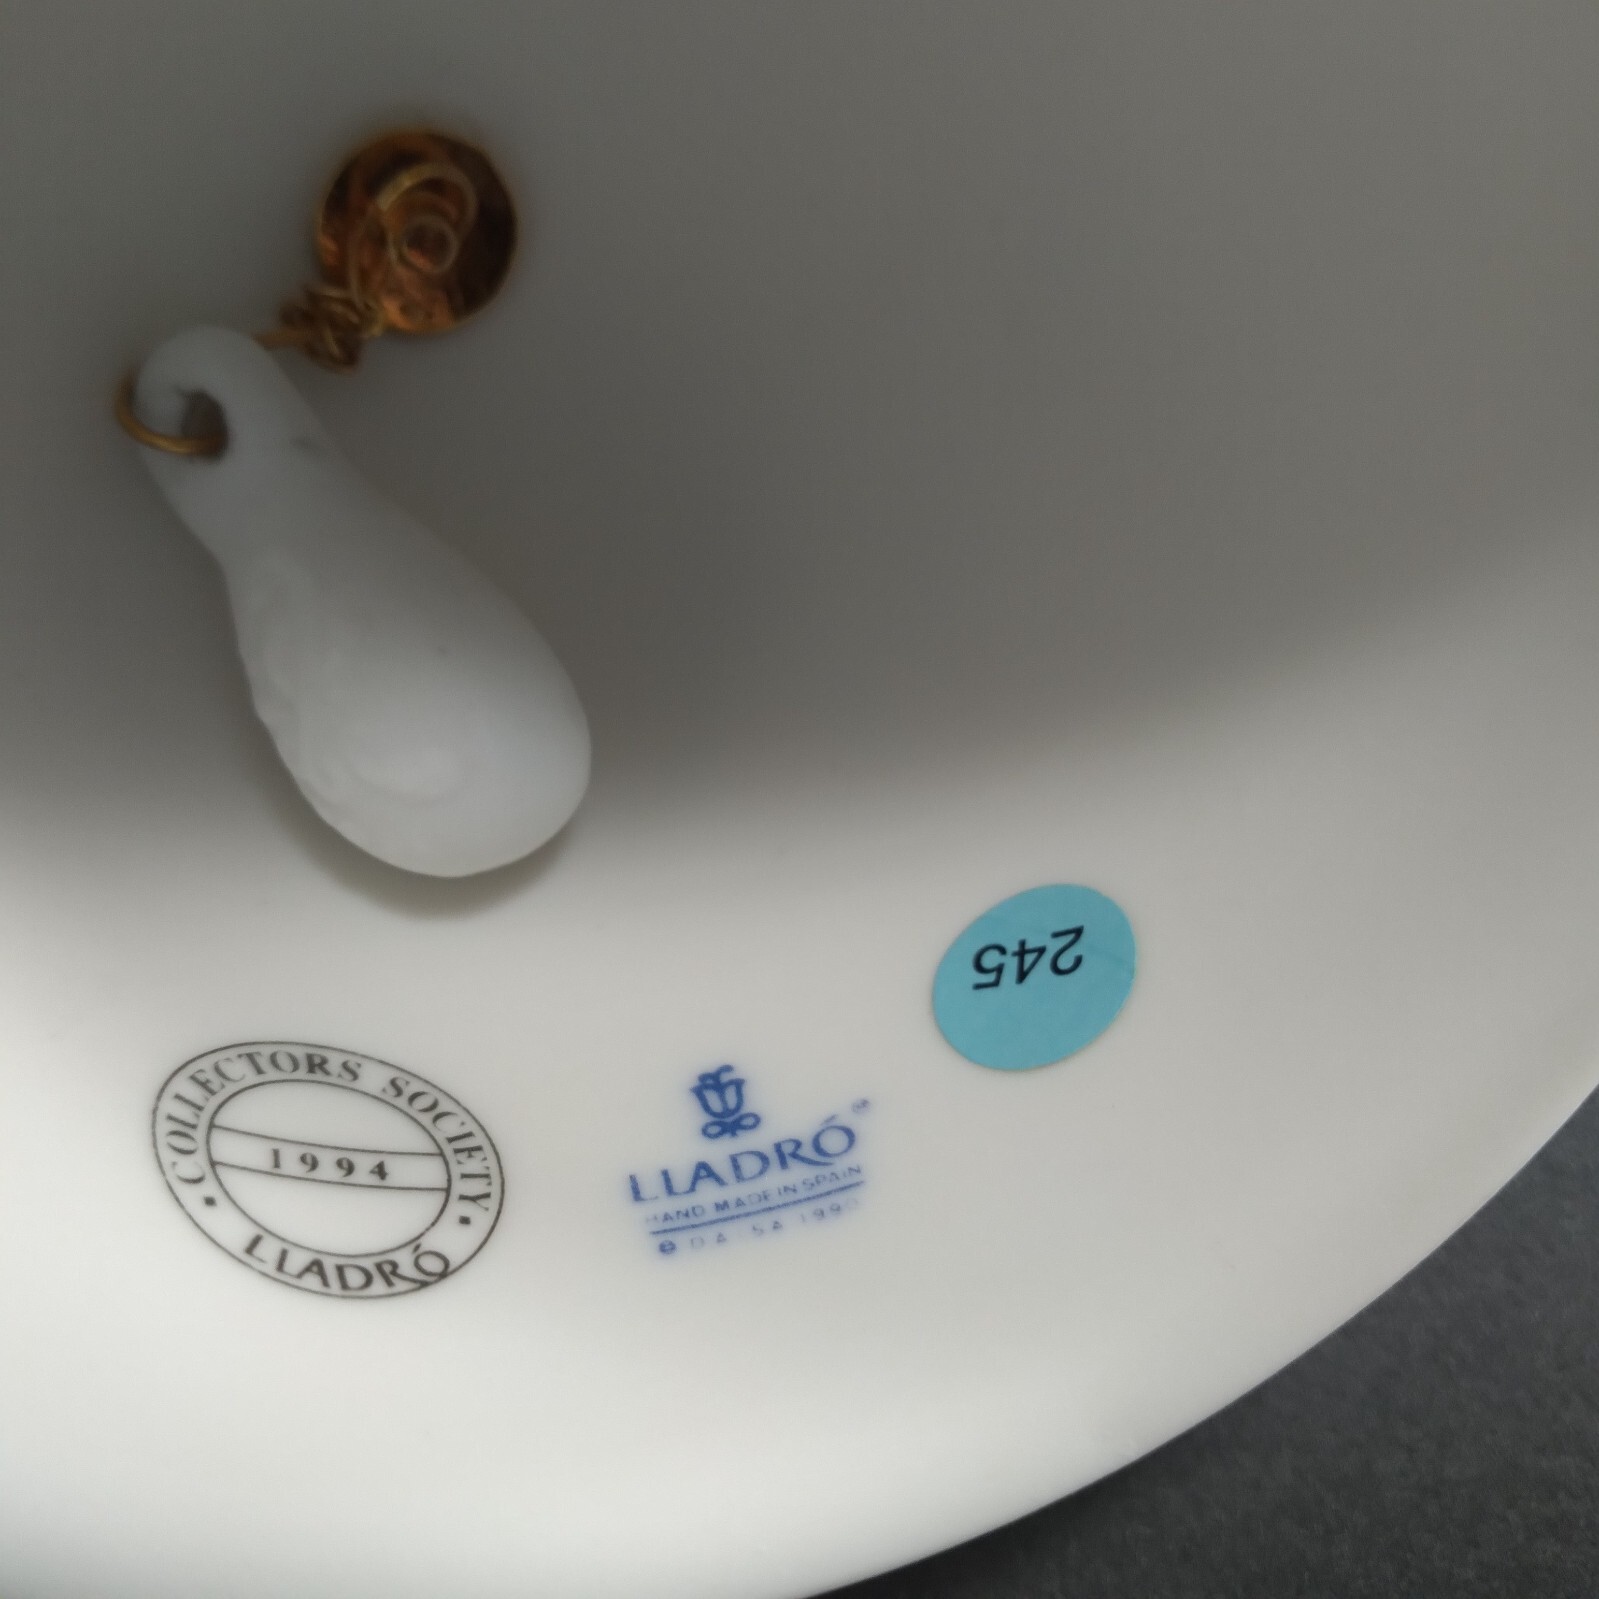 245
COLLECTORS SOCIETY
1994
LLADRÓ
LLADRÓ
HAND MADE IN SPAIN